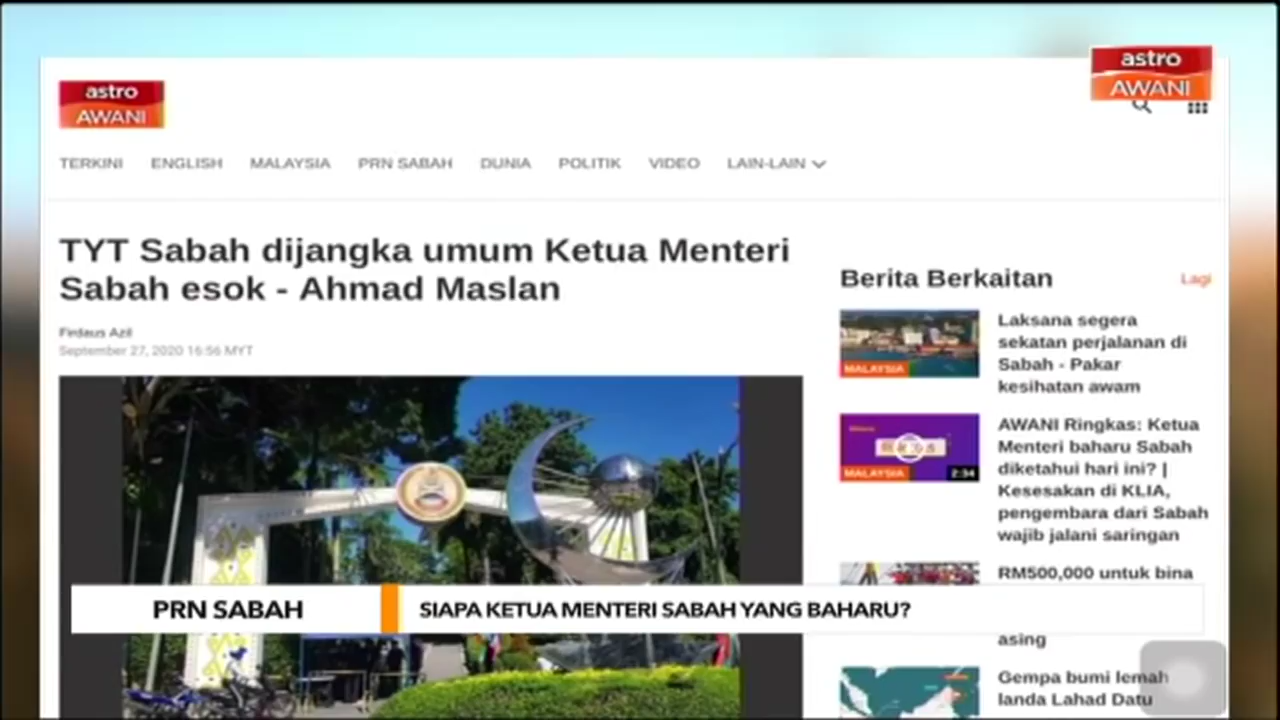 astro
AWANI
astro
AWANI
TERKINI ENGLISH MALAYSIA PRN SABAH DUNIA POLITIK VIDEO LAIN-LAIN
TYT Sabah dijangka umum Ketua Menteri
Sabah esok - Ahmad Maslan
Firdaus Azil
September 27, 2020 16:56 MYT
Berita Berkaitan
Lagi
MALAYSIA
Laksana segera
sekatan perjalanan di
Sabah - Pakar
kesihatan awam
MALAYSIA
2:34
AWANI Ringkas: Ketua
Menteri baharu Sabah
diketahui hari ini? |
Kesesakan di KLIA,
pengembara dari Sabah
wajib jalani saringan
RM500,000 untuk bina
asing
Gempa bumi lemah
landa Lahad Datu
PRN SABAH
SIAPA KETUA MENTERI SABAH YANG BAHARU?